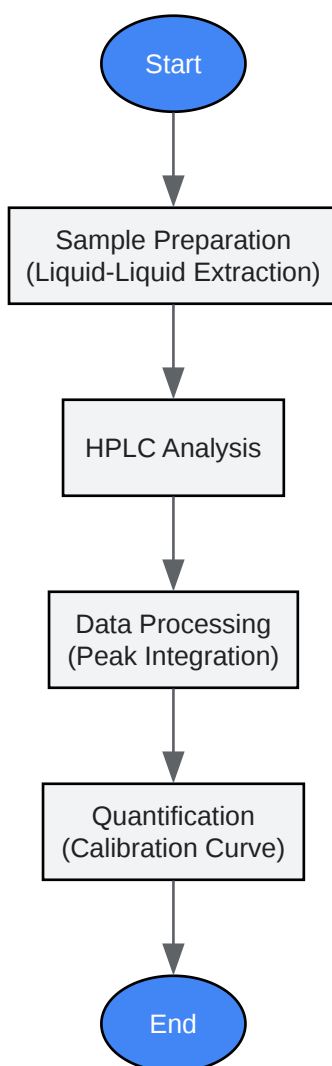 Start
Sample Preparation
(Liquid-Liquid Extraction)
HPLC Analysis
Data Processing
(Peak Integration)
Quantification
(Calibration Curve)
End